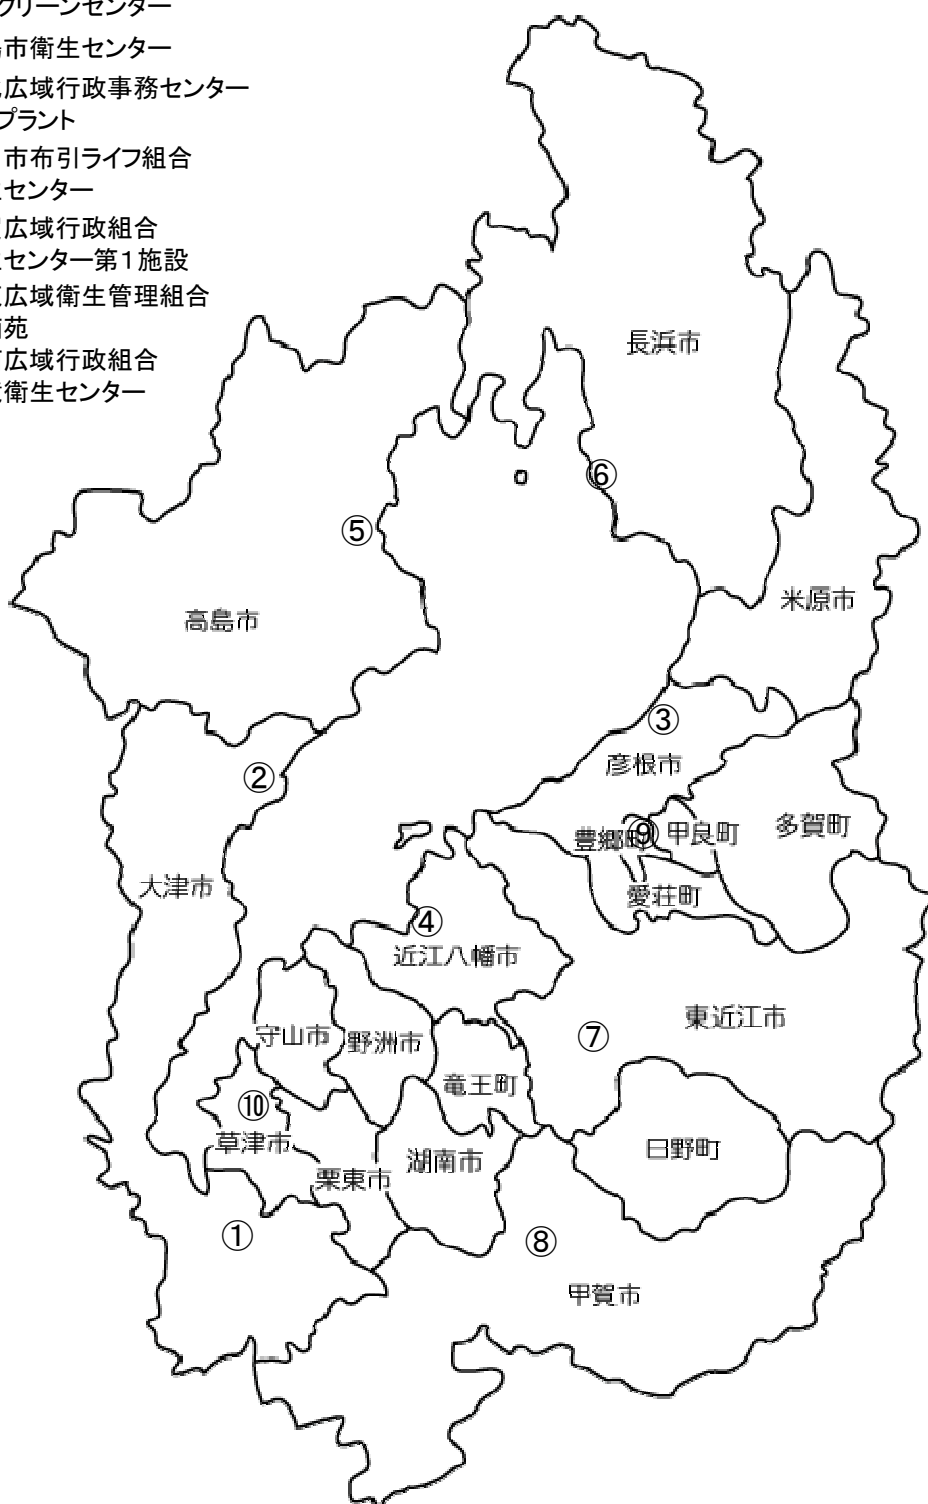 クリーンセンター
市衛生センター
広域行政事務センター
プラント
市布引ライフ組合
センター
広域行政組合
センター第1施設
広域衛生管理組合
苑
広域行政組合
衛生センター
長浜市
⑥
⑤
米原市
高島市
③
②
彦根市
多賀町
⑨
甲良町
豊郷町
大津市
愛荘町
④
近江八幡市
東近江市
守山市
野洲市
⑦
竜王町
⑩
草津市
日野町
湖南市
栗東市
①
⑧
甲賀市